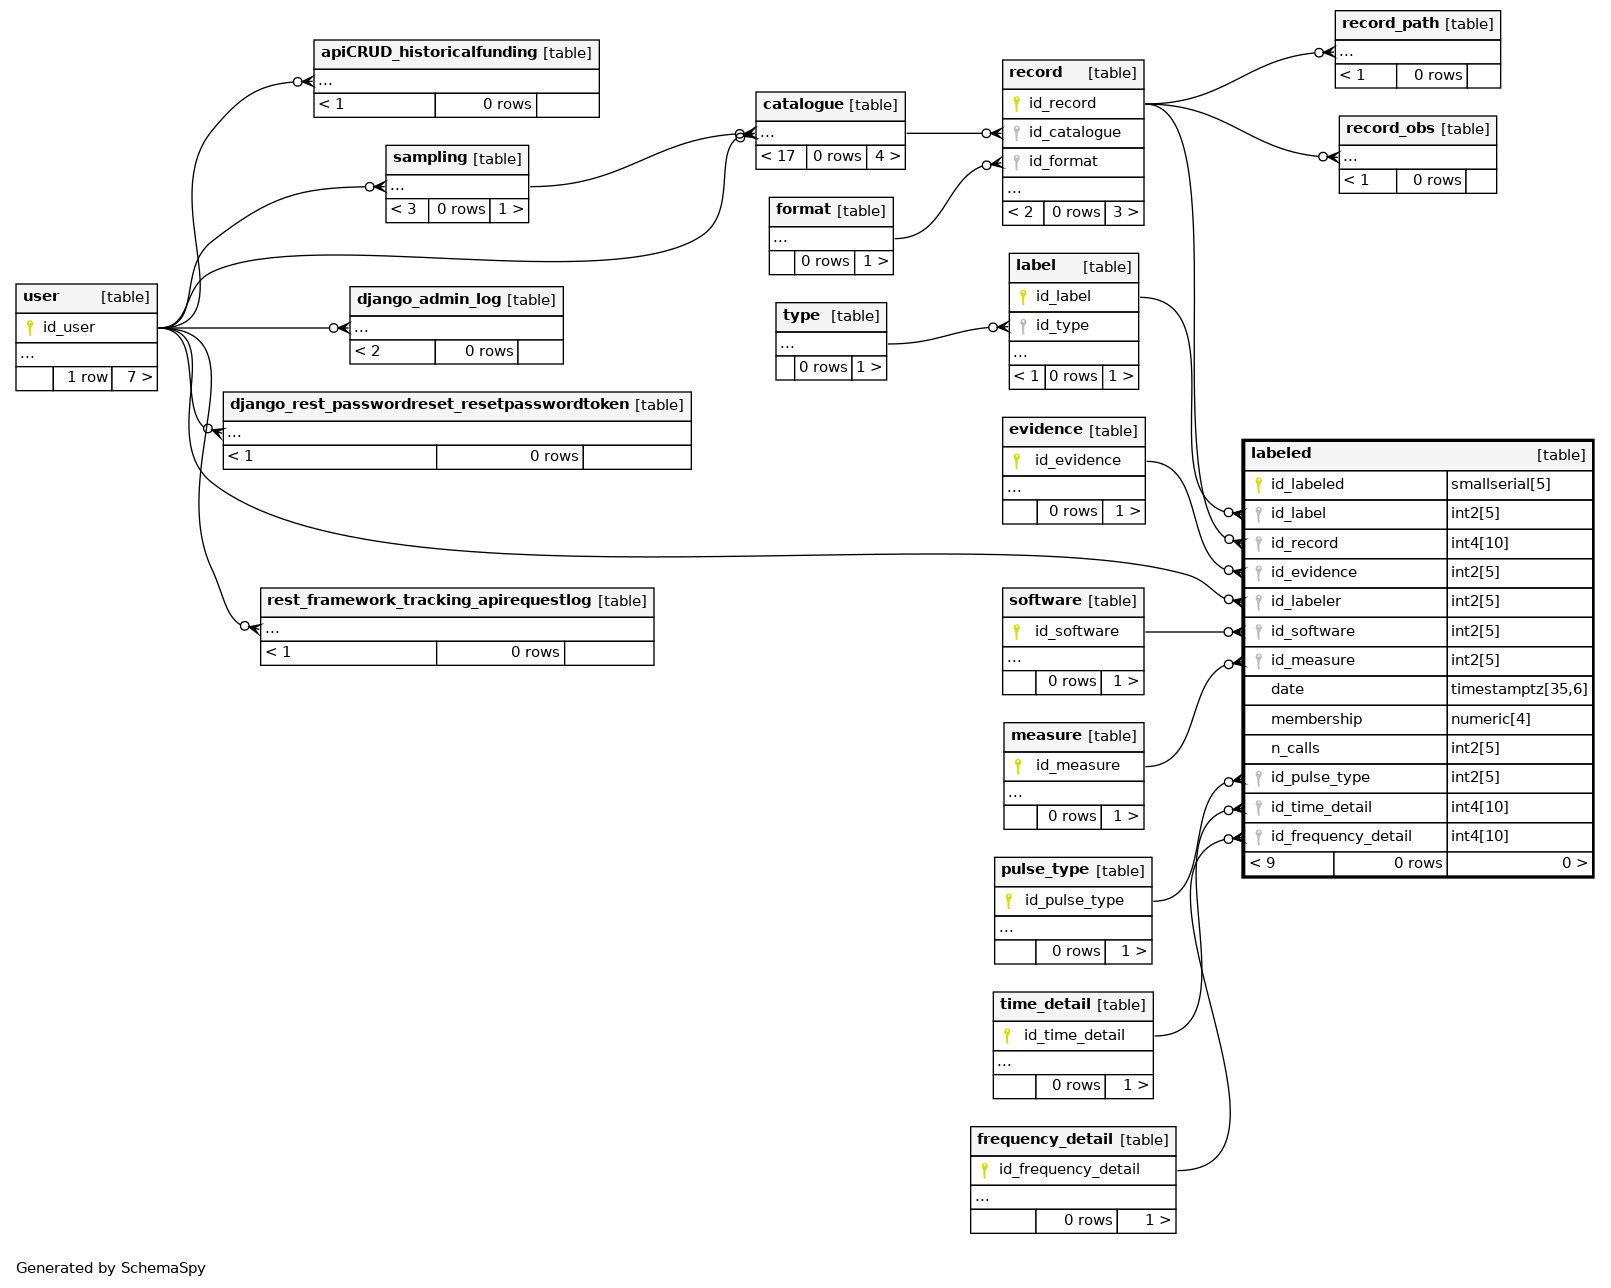 apiCRUD_historicalfunding [table]
...
< 1 0 rows
sampling [table]
...
< 3 0 rows 1 >
user [table]
id_user
...
1 row 7 >
django_admin_log [table]
...
< 2 0 rows
django_rest_passwordreset_resetpasswordtoken [table]
...
< 1 0 rows
rest_framework_tracking_apirequestlog [table]
...
< 1 0 rows
catalogue [table]
...
< 17 0 rows 4 >
format [table]
...
0 rows 1 >
type [table]
...
0 rows 1 >
record [table]
id_record
id_catalogue
id_format
...
< 2 0 rows 3 >
label [table]
id_label
id_type
...
< 1 0 rows 1 >
evidence [table]
id_evidence
...
0 rows 1 >
software [table]
id_software
...
0 rows 1 >
measure [table]
id_measure
...
0 rows 1 >
pulse_type [table]
id_pulse_type
...
0 rows 1 >
time_detail [table]
id_time_detail
...
0 rows 1 >
frequency_detail [table]
id_frequency_detail
...
0 rows 1 >
record_path [table]
...
< 1 0 rows
record_obs [table]
...
< 1 0 rows
labeled [table]
id_labeled smallserial[5]
id_label int2[5]
id_record int4[10]
id_evidence int2[5]
id_labeler int2[5]
id_software int2[5]
id_measure int2[5]
date timestamptz[35,6]
membership numeric[4]
n_calls int2[5]
id_pulse_type int2[5]
id_time_detail int4[10]
id_frequency_detail int4[10]
< 9 0 rows 0 >
Generated by SchemaSpy